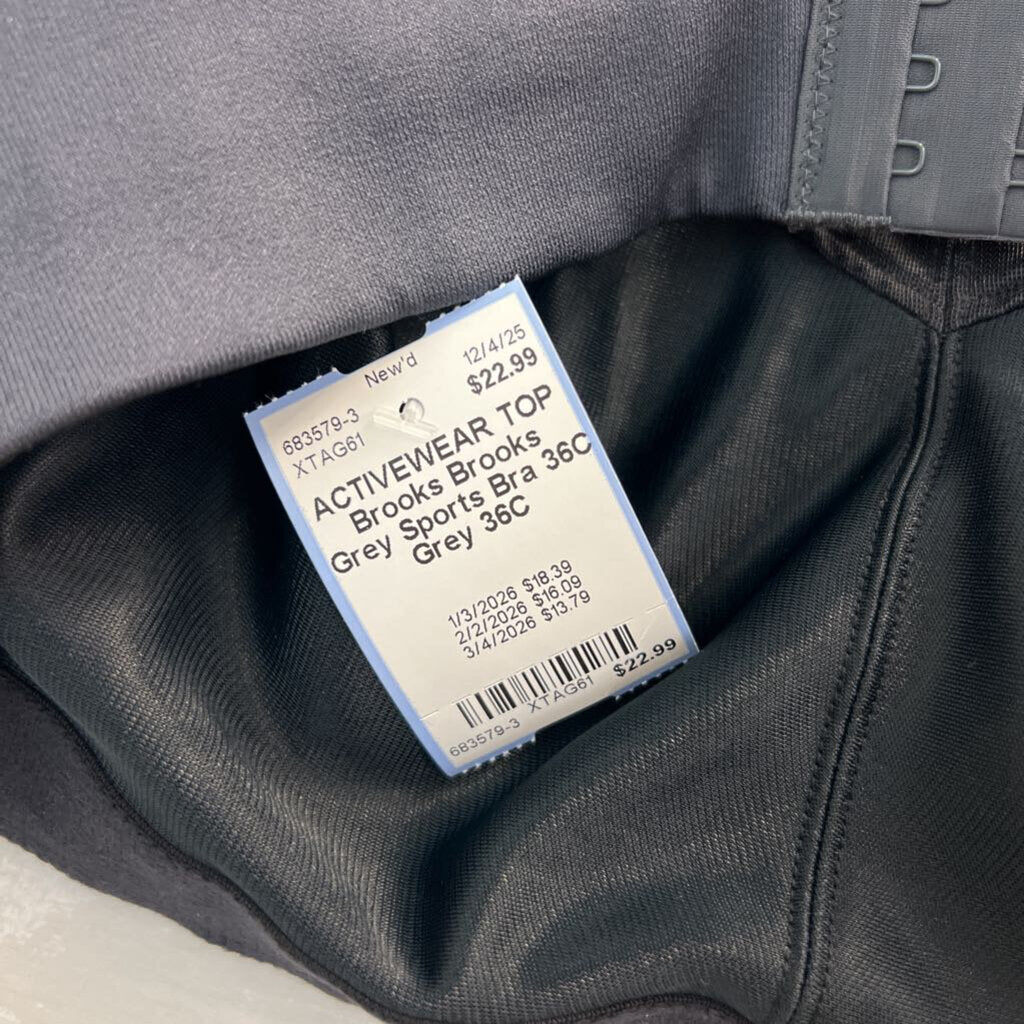 New'd
12/4/25
683579-3
$22.99
XTAG61
ACTIVEWEAR TOP
Brooks Brooks
Grey Sports Bra 36C
Grey 36C
1/3/2026 $18.39
2/2/2026 $16.09
3/4/2026 $13.79
683579-3 XTAG61 $22.99